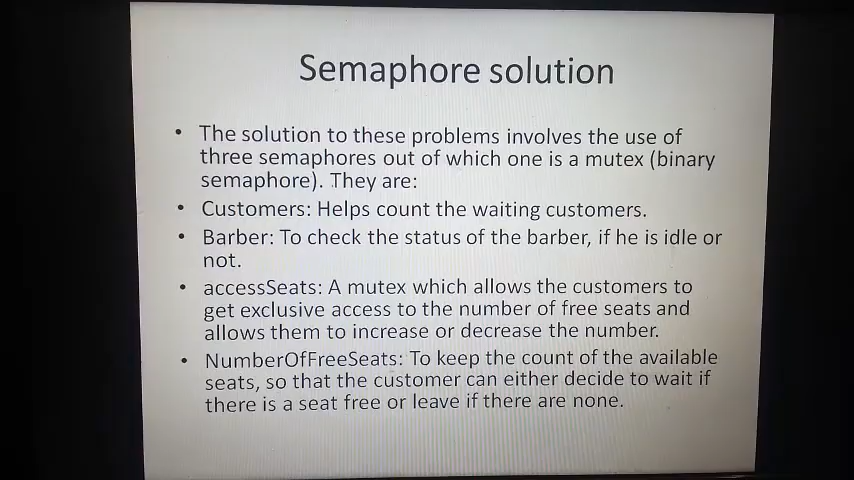 Semaphore solution
• The solution to these problems involves the use of
three semaphores out of which one is a mutex (binary
semaphore). They are:
• Customers: Helps count the waiting customers.
• Barber: To check the status of the barber, if he is idle or
not.
• accessSeats: A mutex which allows the customers to
get exclusive access to the number of free seats and
allows them to increase or decrease the number.
• NumberOfFreeSeats: To keep the count of the available
seats, so that the customer can either decide to wait if
there is a seat free or leave if there are none.